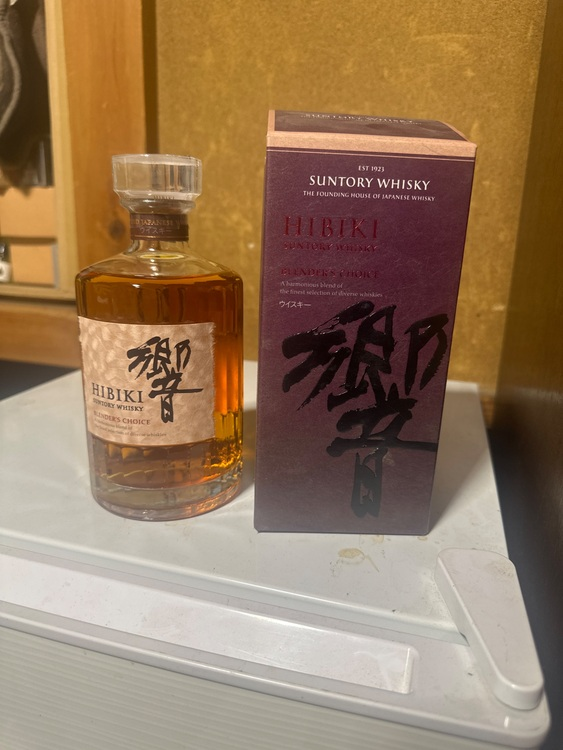 JAPANESE
ウイスキー
響
HIBIKI
SUNTORY WHISKY
BLENDER'S CHOICE
EST 1923
SUNTORY WHISKY
THE FOUNDING HOUSE OF JAPANESE WHISKY
HIBIKI
SUNTORY WHISKY
BLENDER'S CHOICE
A harmonious blend of
the finest selection of diverse whiskies
ウイスキー
響